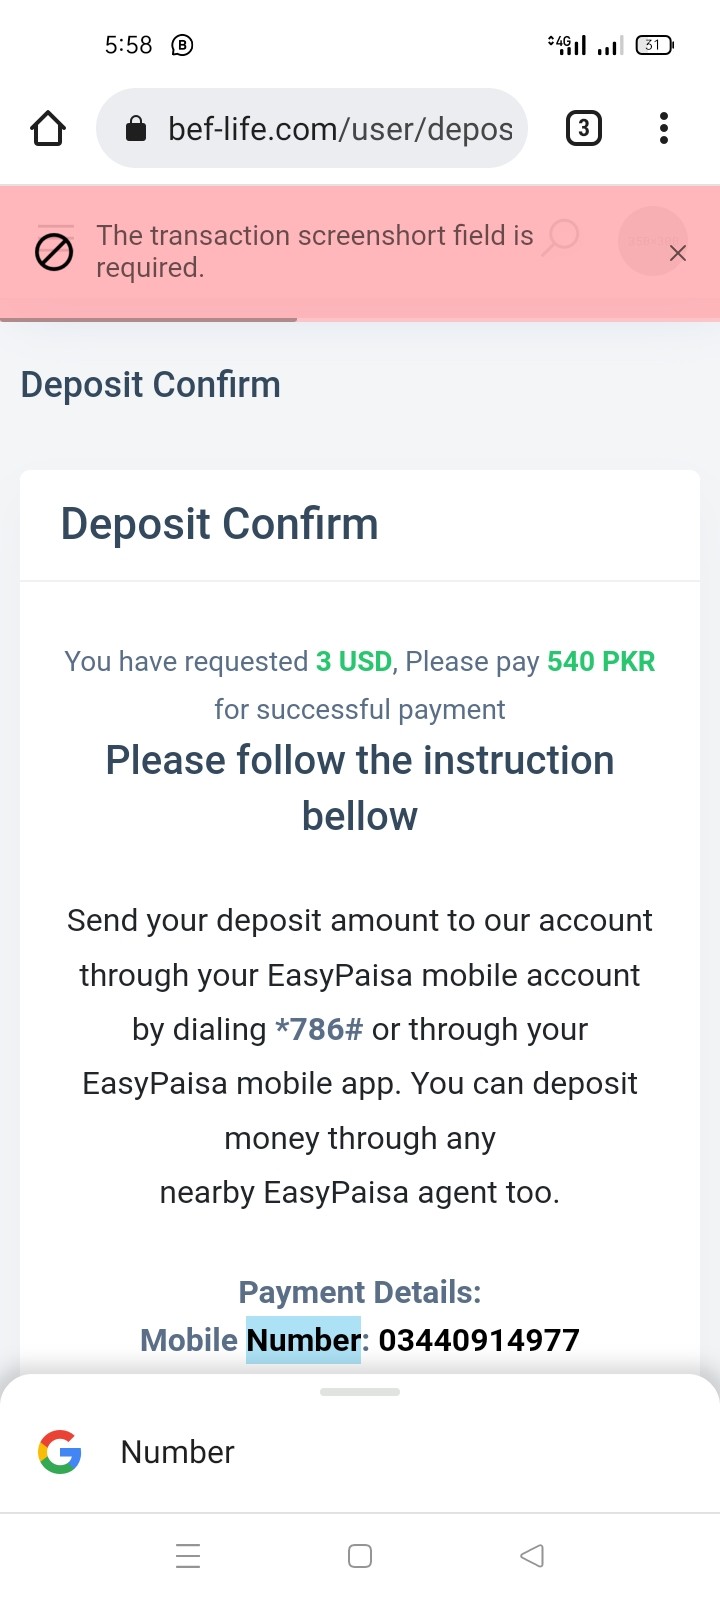 5:58
4G
31
bef-life.com/user/depos
3
The transaction screenshort field is
required.
Deposit Confirm
Deposit Confirm
You have requested 3 USD, Please pay 540 PKR
for successful payment
Please follow the instruction
bellow
Send your deposit amount to our account
through your EasyPaisa mobile account
by dialing *786# or through your
EasyPaisa mobile app. You can deposit
money through any
nearby EasyPaisa agent too.
Payment Details:
Mobile Number: 03440914977
Number